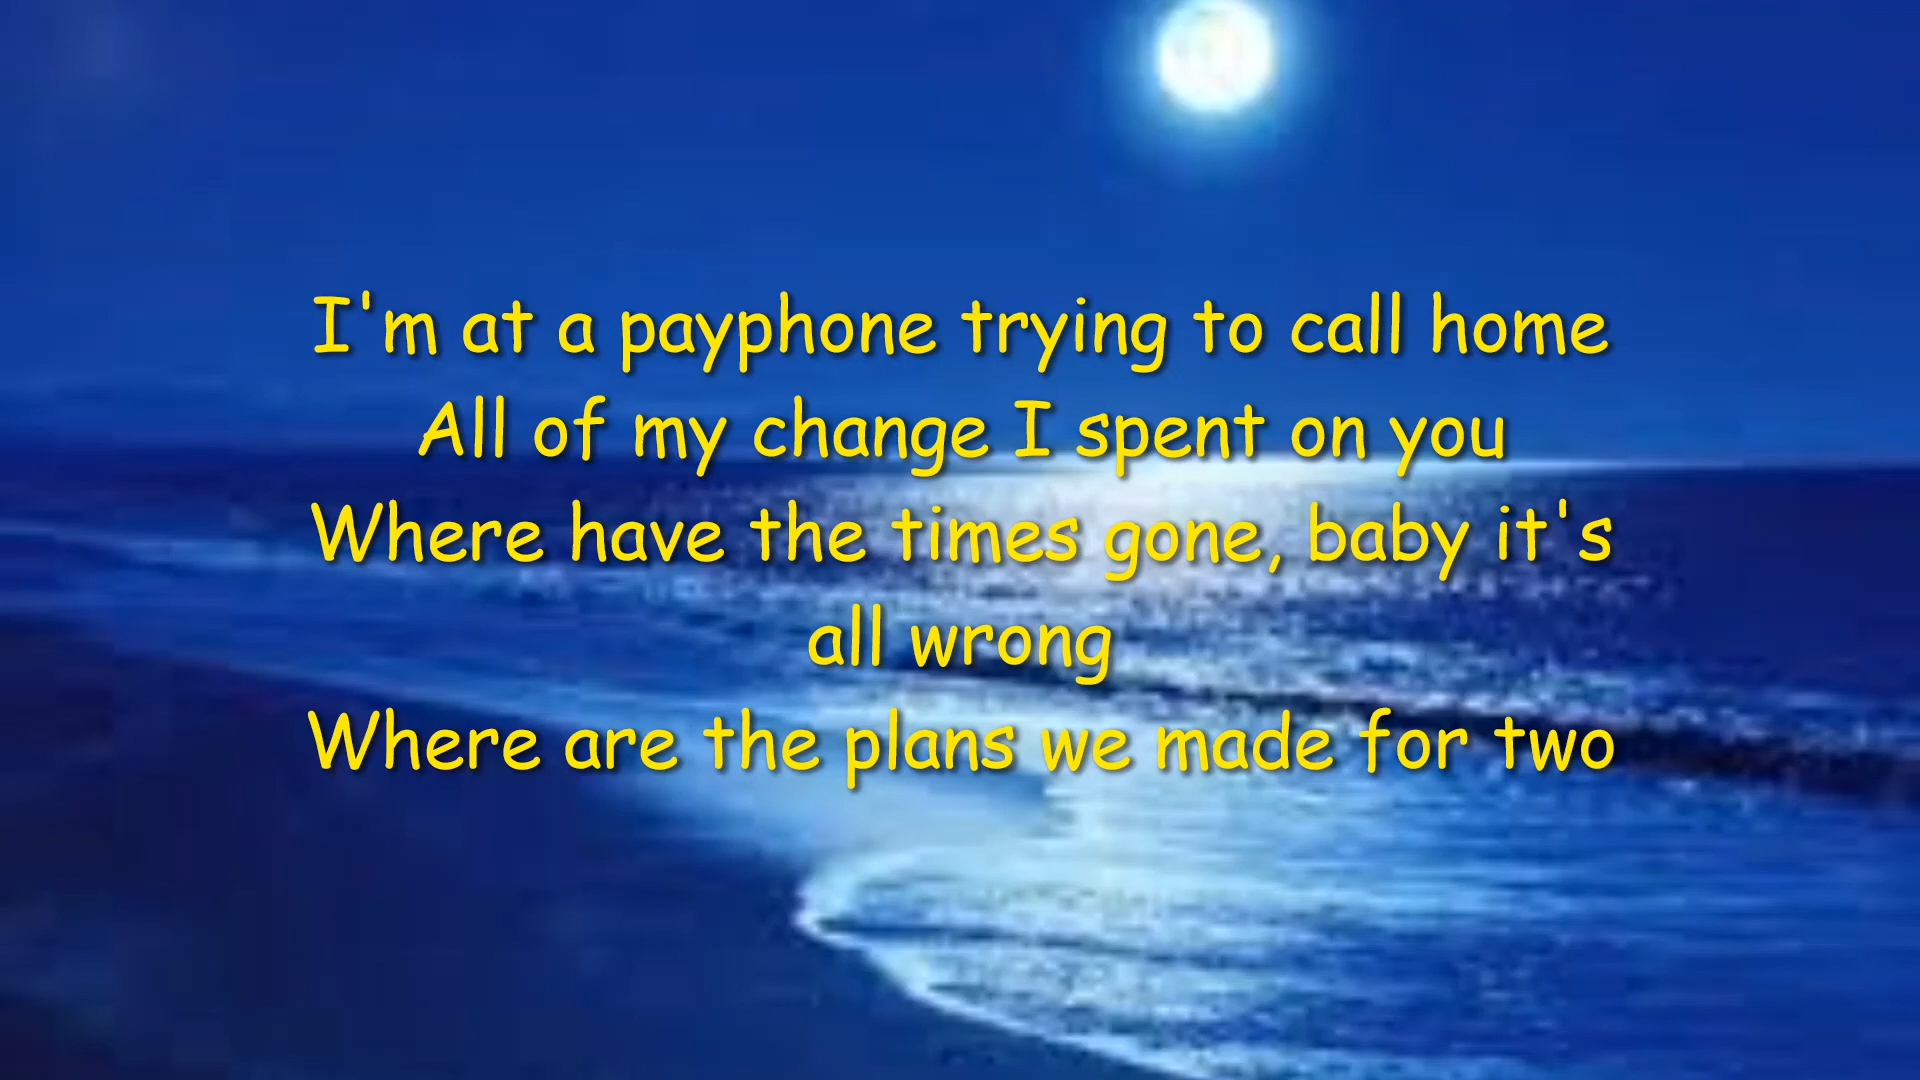 I'm at a payphone trying to call home
All of my change I spent on you
Where have the times gone, baby it's
all wrong
Where are the plans we made for two